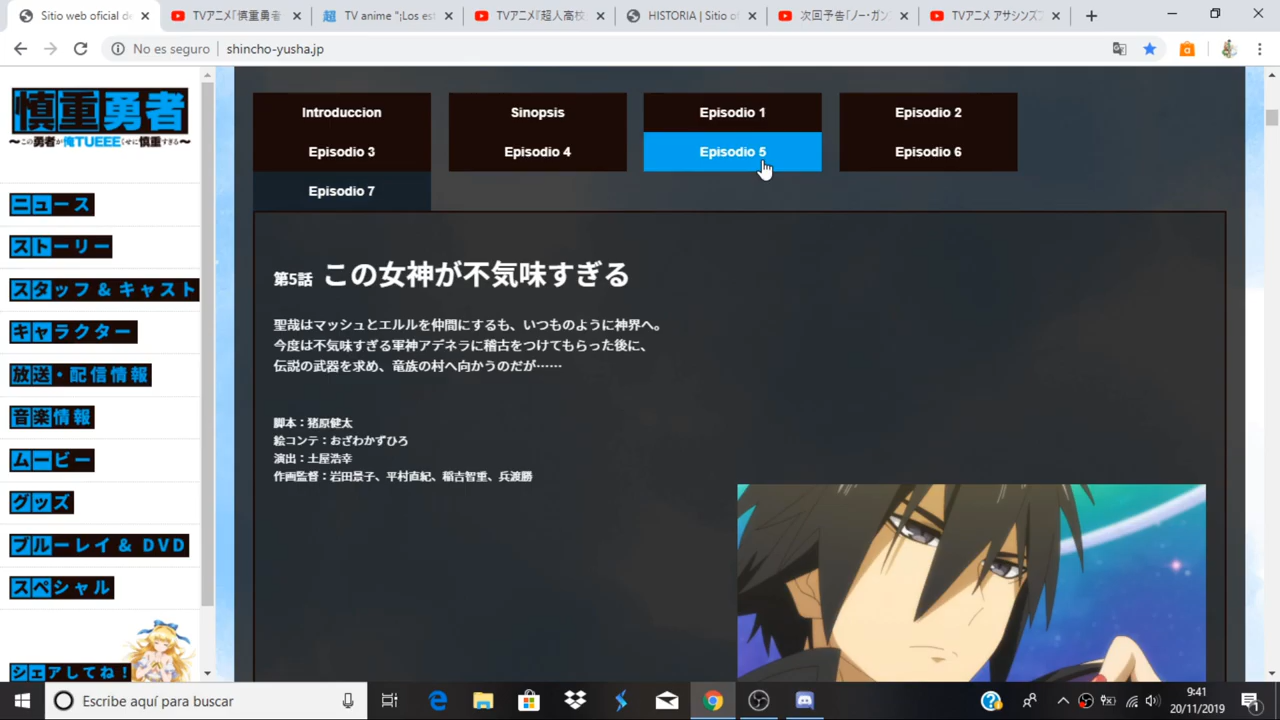 Sitio web oficial de
TVアニメ『慎重勇者
超 TV anime "¡Los est
TVアニメ『超人高校
HISTORIA | Sitio of
次回予告「ノー・ガン
TVアニメ アサシンズ
No es seguro
shincho-yusha.jp
慎重勇者
～この勇者が俺TUEEEくせに慎重すぎる～
ニュース
ストーリー
スタッフ & キャスト
キャラクター
放送・配信情報
音楽情報
ムービー
グッズ
ブルーレイ & DVD
スペシャル
シェアしてね！
Introduccion
Sinopsis
Episodio 1
Episodio 2
Episodio 3
Episodio 4
Episodio 5
Episodio 6
Episodio 7
第5話 この女神が不気味すぎる
聖哉はマッシュとエルルを仲間にするも、いつものように神界へ。
今度は不気味すぎる軍神アデネラに稽古をつけてもらった後に、
伝説の武器を求め、竜族の村へ向かうのだが……
脚本：猪原健太
絵コンテ：おざわかずひろ
演出：土屋浩幸
作画監督：岩田景子、平村直紀、稲吉智重、兵渡勝
Escribe aquí para buscar
9:41
20/11/2019
1